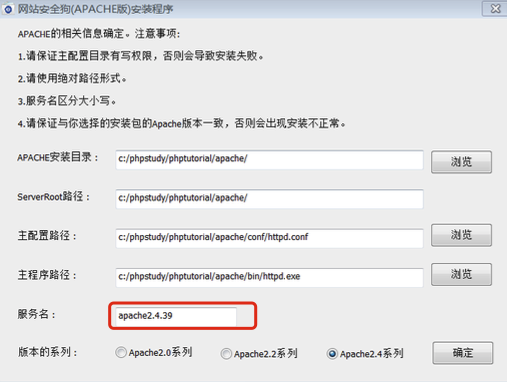 网站安全狗(APACHE版)安装程序
APACHE的相关信息确定。注意事项:
1.请保证主配置目录有写权限，否则会导致安装失败。
2.请使用绝对路径形式。
3.服务名区分大小写。
4.请保证与你选择的安装包的Apache版本一致，否则会出现安装不正常。
APACHE安装目录： c:/phpstudy/phptutorial/apache/ 浏览
ServerRoot路径： c:/phpstudy/phptutorial/apache/
主配置路径： c:/phpstudy/phptutorial/apache/conf/httpd.conf 浏览
主程序路径： c:/phpstudy/phptutorial/apache/bin/httpd.exe 浏览
服务名： apache2.4.39
版本的系列： Apache2.0系列 Apache2.2系列 Apache2.4系列 确定